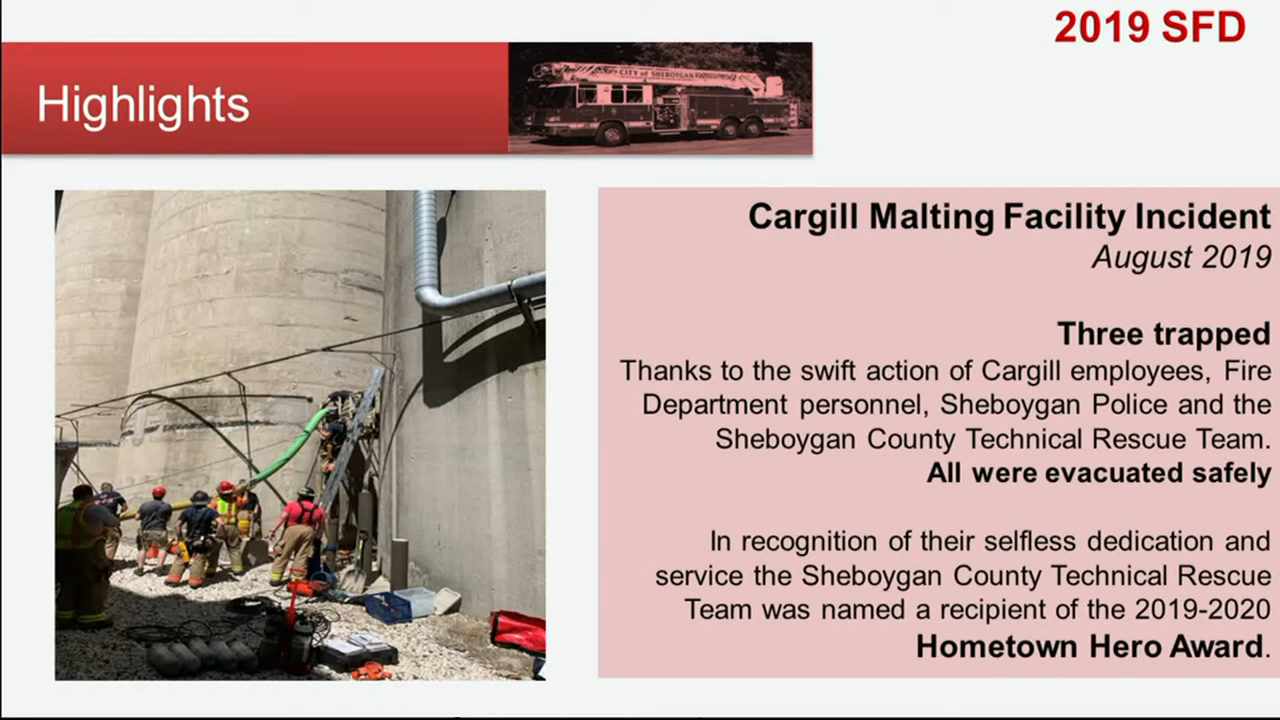 2019 SFD
Highlights
CITY of SHEBOYGAN
Cargill Malting Facility Incident
August 2019
Three trapped
Thanks to the swift action of Cargill employees, Fire
Department personnel, Sheboygan Police and the
Sheboygan County Technical Rescue Team.
All were evacuated safely
In recognition of their selfless dedication and
service the Sheboygan County Technical Rescue
Team was named a recipient of the 2019-2020
Hometown Hero Award.